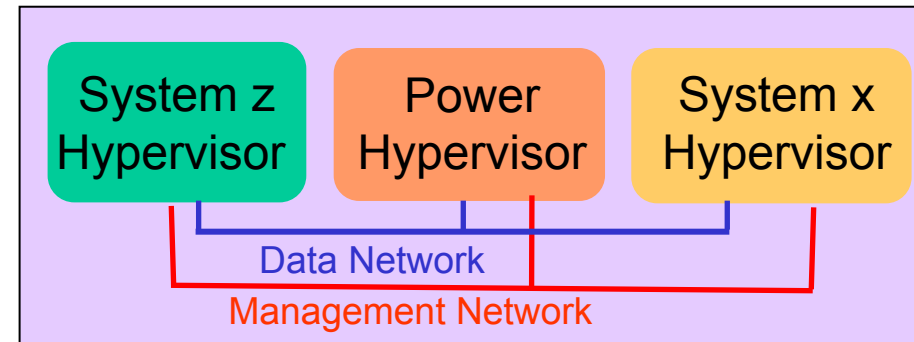 System z
Hypervisor
Power
Hypervisor
System x
Hypervisor
Data Network
Management Network